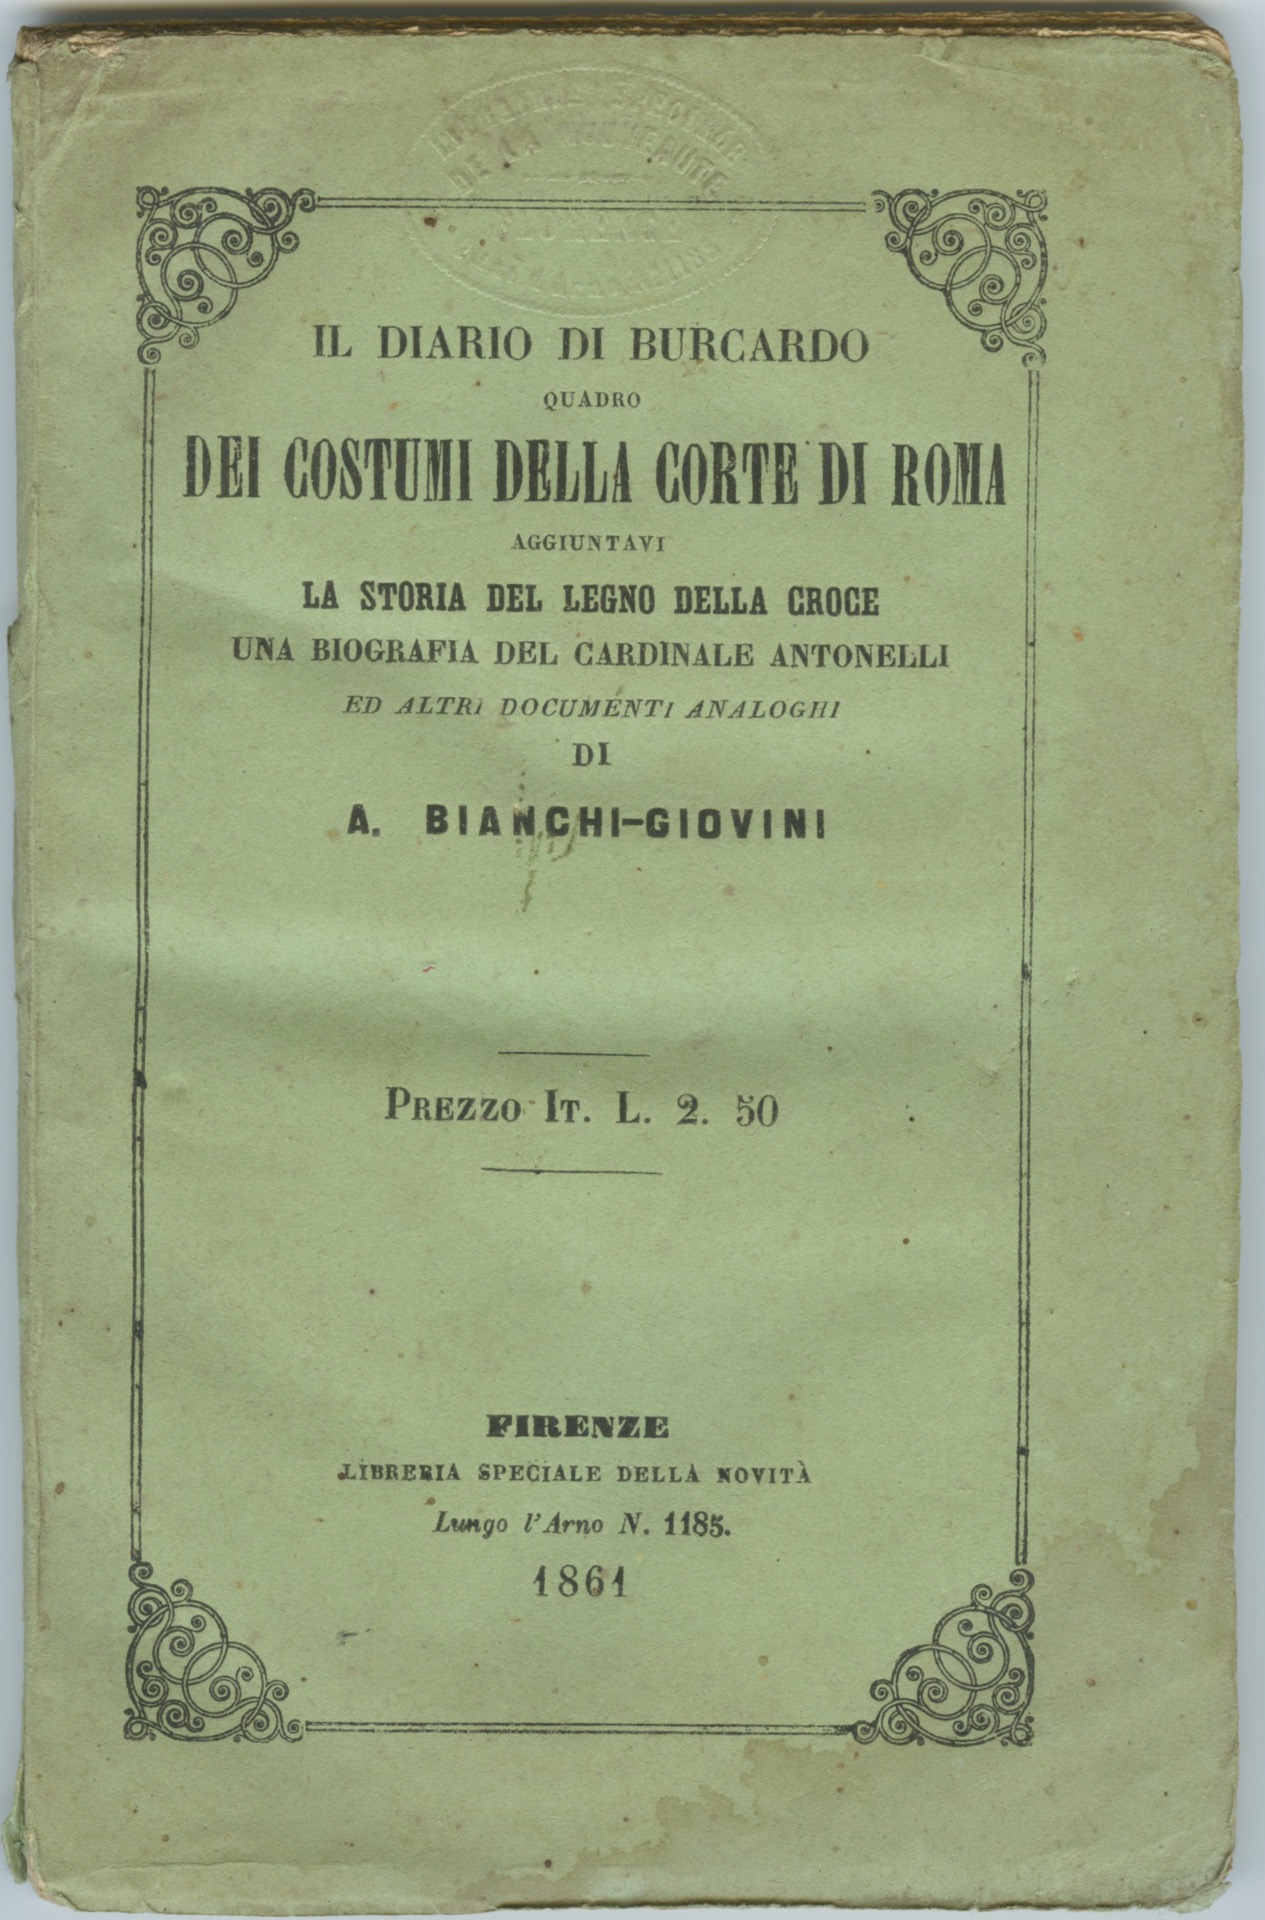 DE LA
IL DIARIO DI BURCARDO
QUADRO
DEI COSTUMI DELLA CORTE DI ROMA
AGGIUNTAVI
LA STORIA DEL LEGNO DELLA CROCE
UNA BIOGRAFIA DEL CARDINALE ANTONELLI
ED ALTRI DOCUMENTI ANALOGHI
DI
A. BIANCHI-GIOVINI
PREZZO IT. L. 2. 50
FIRENZE
LIBRERIA SPECIALE DELLA NOVITÀ
Lungo l'Arno N. 1185.
1861